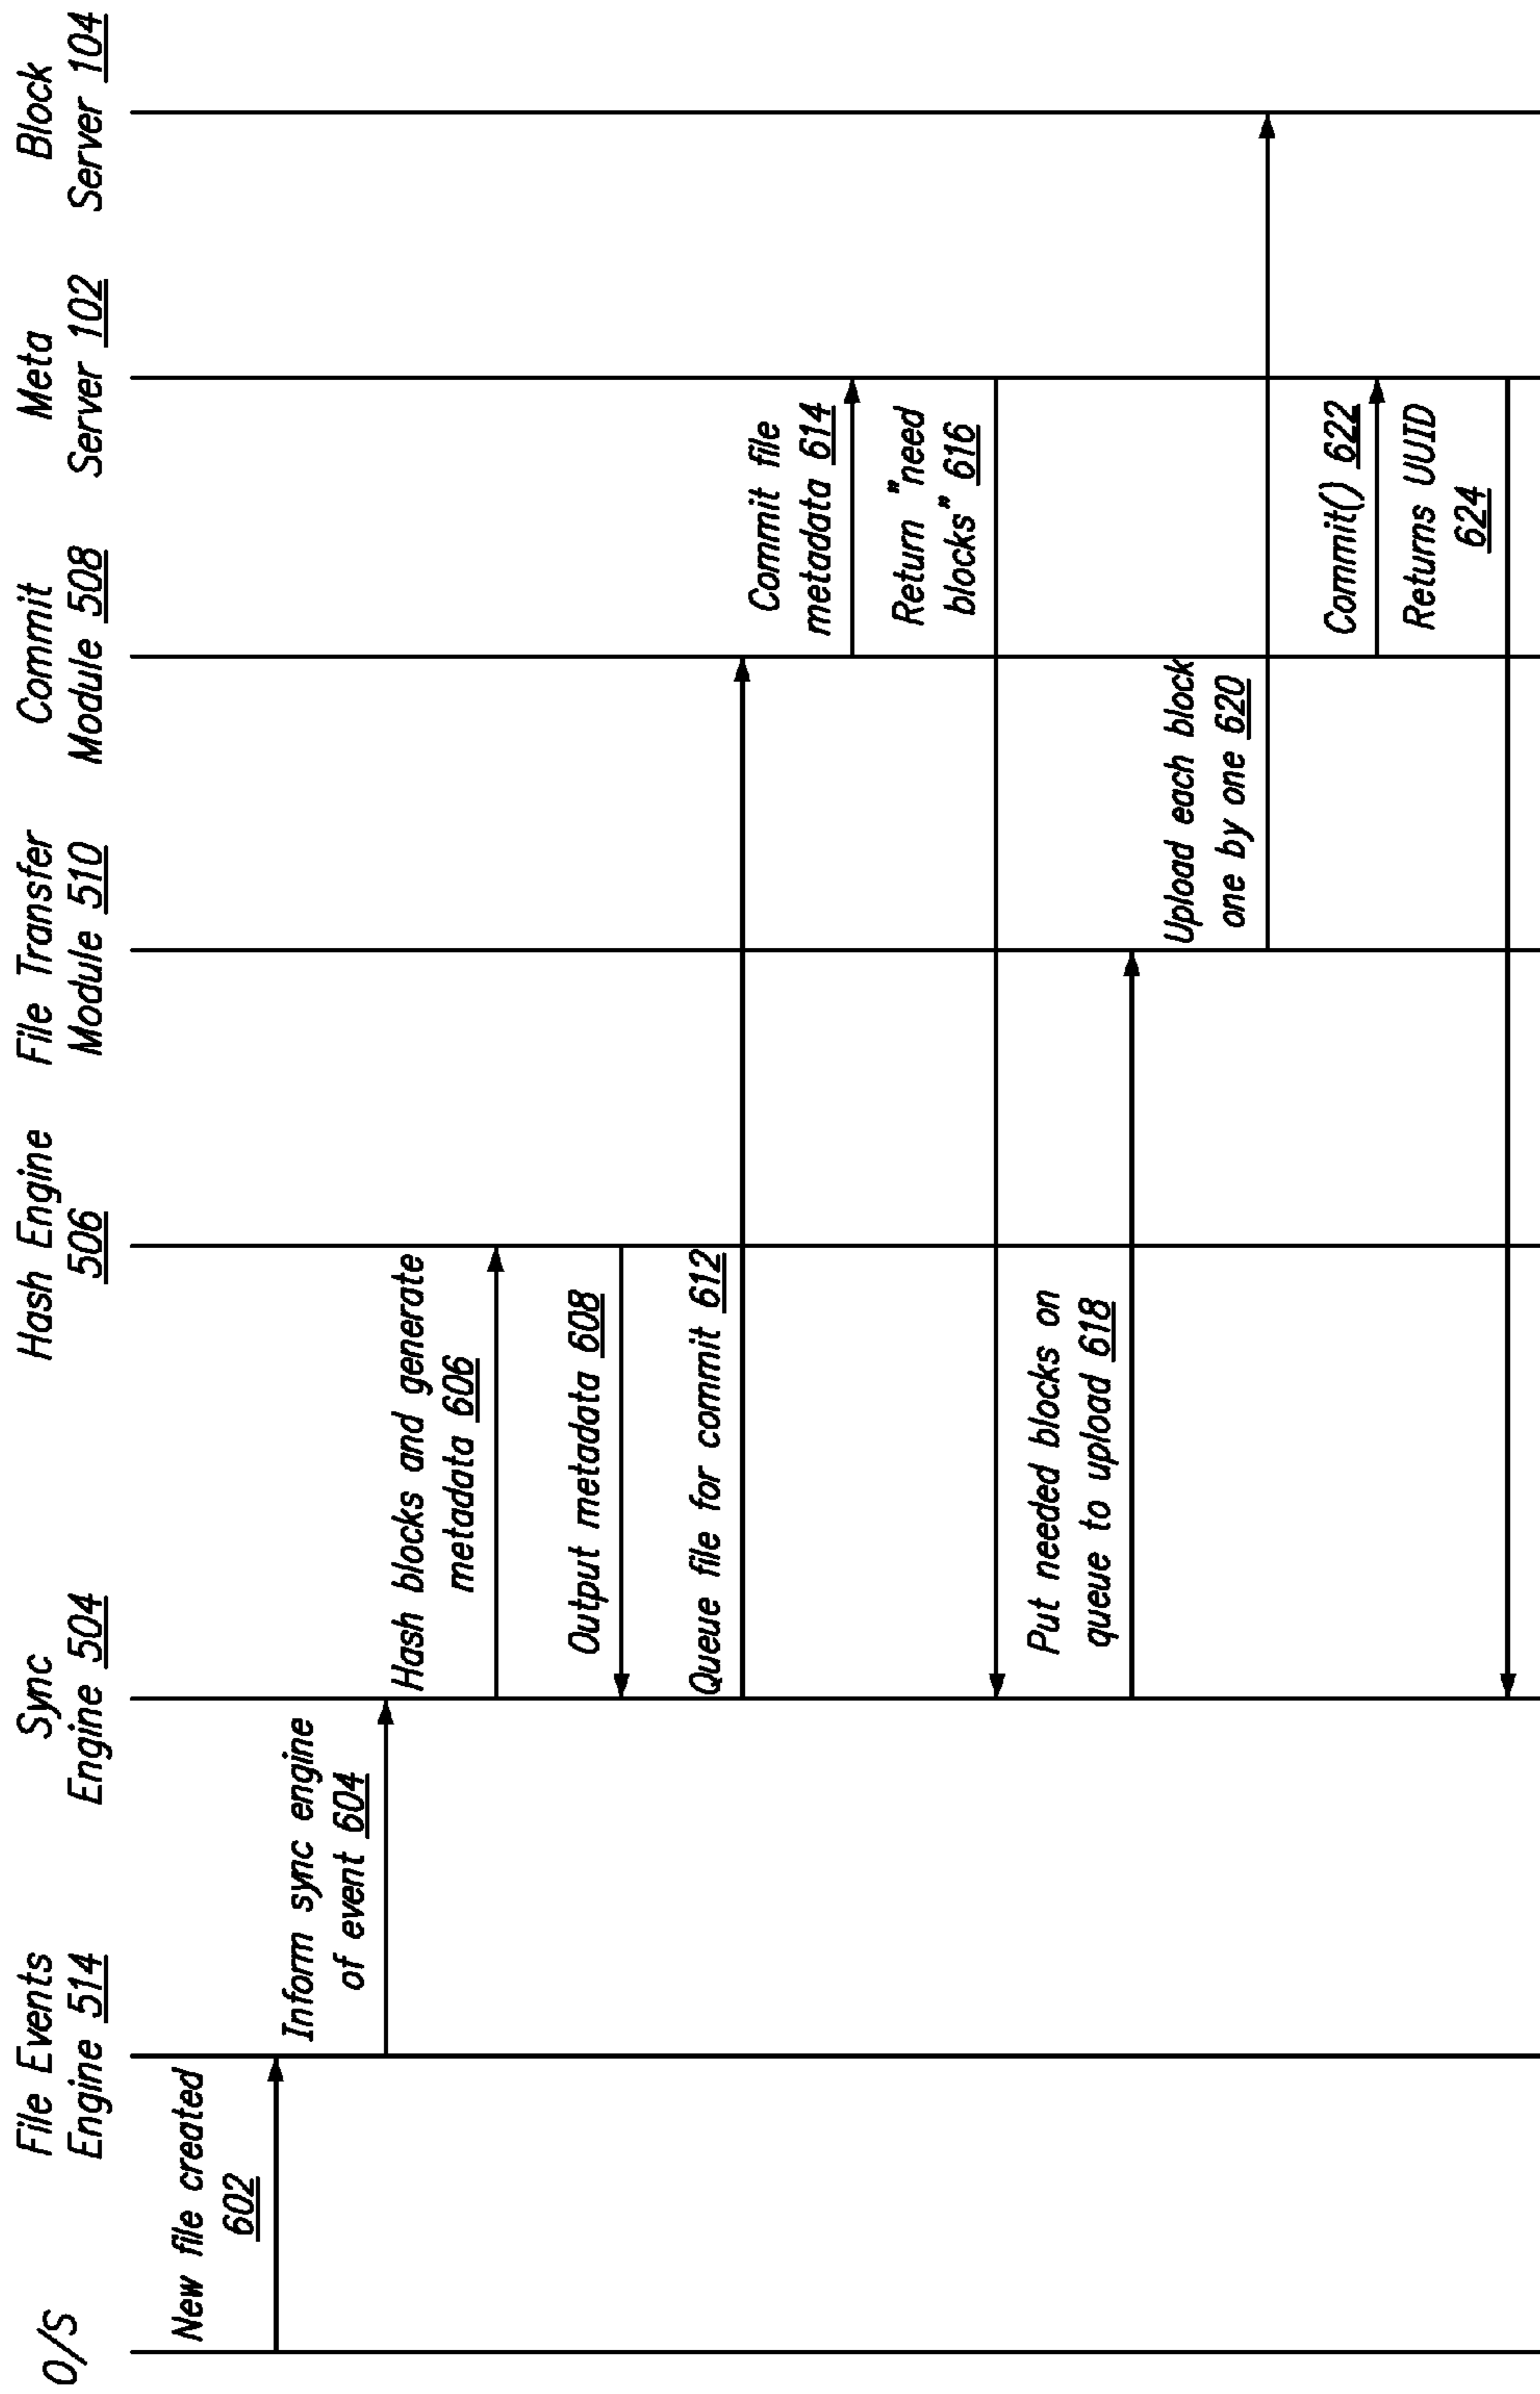 O/S
File Events
Engine 514
Sync
Engine 504
Hash Engine
506
File Transfer
Module 510
Commit
Module 508
Meta
Server 102
Block
Server 104
New file created
602
Inform sync engine
of event 604
Hash blocks and generate
metadata 606
Output metadata 608
Queue file for commit 612
Commit file
metadata 614
Return "need
blocks" 616
Put needed blocks on
queue to upload 618
Upload each block
one by one 620
Commit() 622
Returns UUID
624